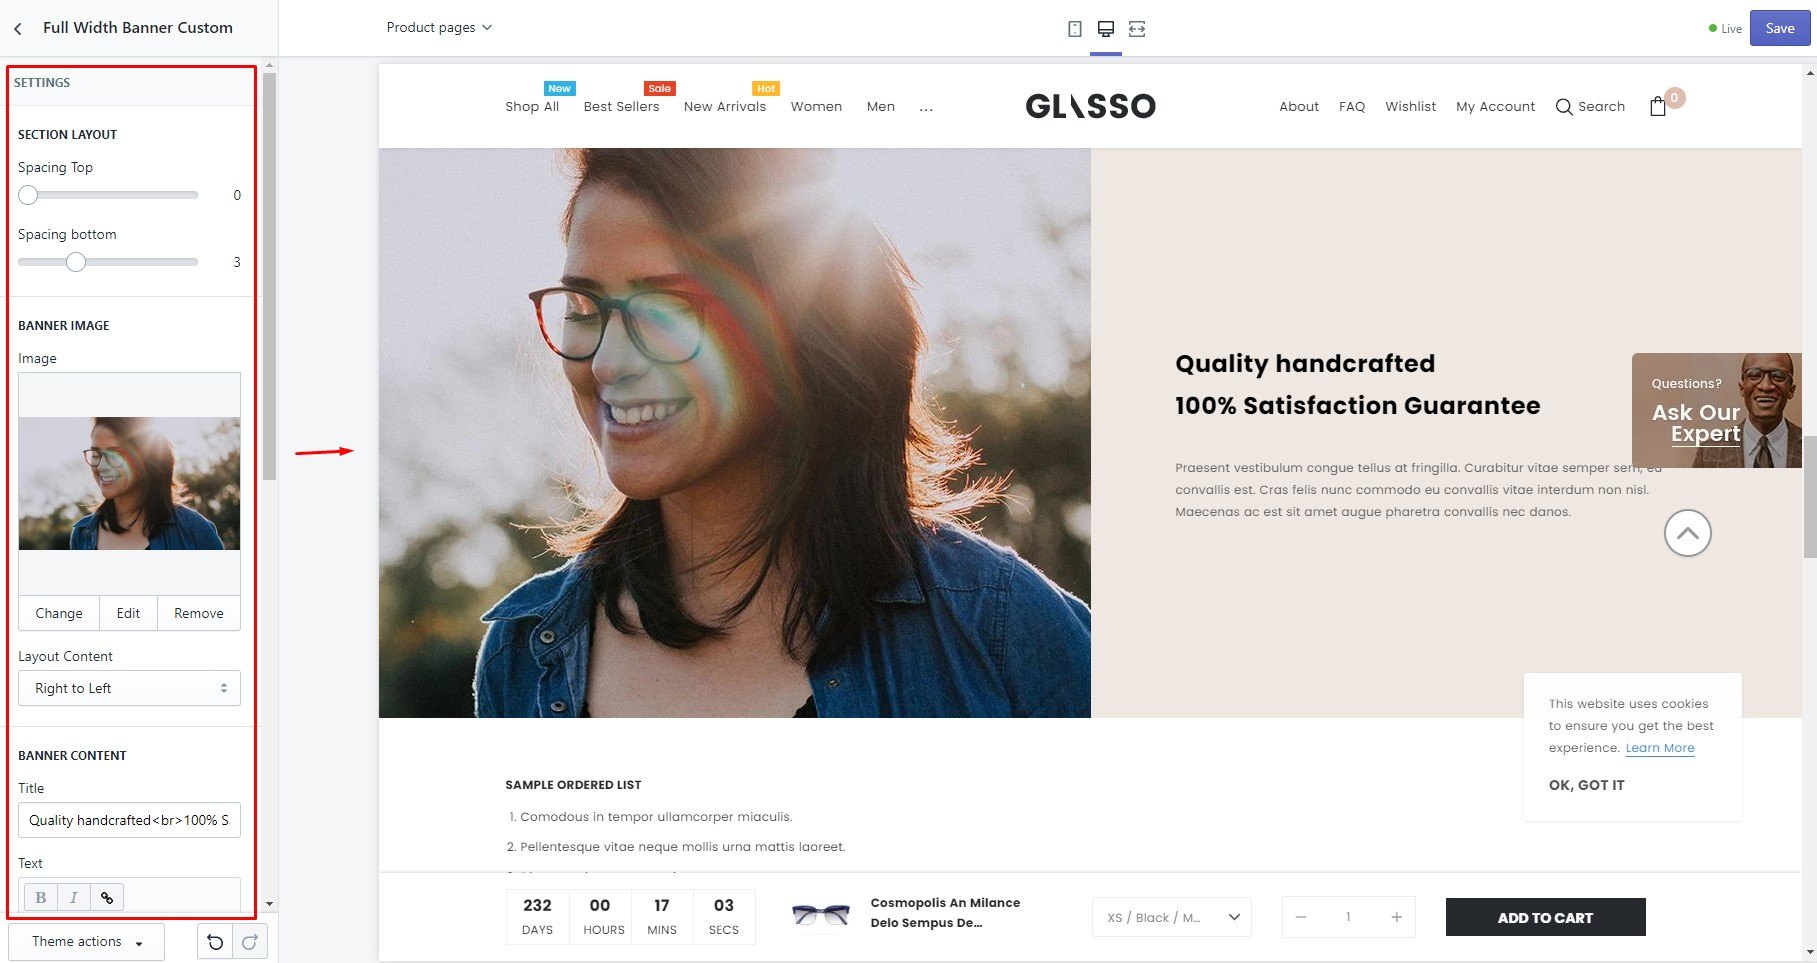 Full Width Banner Custom
Product pages
Live
Save
SETTINGS
SECTION LAYOUT
Spacing Top
0
Spacing bottom
3
BANNER IMAGE
Image
Change
Edit
Remove
Layout Content
Right to Left
BANNER CONTENT
Title
Quality handcrafted<br>100% S
Text
B
I
Theme actions
New
Sale
Hot
Shop All
Best Sellers
New Arrivals
Women
Men
...
GLASSO
About
FAQ
Wishlist
My Account
Search
0
Quality handcrafted
100% Satisfaction Guarantee
Praesent vestibulum congue tellus at fringilla. Curabitur vitae semper sem, eu
convallis est. Cras felis nunc commodo eu convallis vitae interdum non nisl.
Maecenas ac est sit amet augue pharetra convallis nec danos.
Questions?
Ask Our
Expert
This website uses cookies
to ensure you get the best
experience. Learn More
OK, GOT IT
SAMPLE ORDERED LIST
1. Comodous in tempor ullamcorper miaculis.
2. Pellentesque vitae neque mollis urna mattis laoreet.
232
DAYS
00
HOURS
17
MINS
03
SECS
Cosmopolis An Milance
Delo Sempus De...
XS / Black / M...
1
ADD TO CART